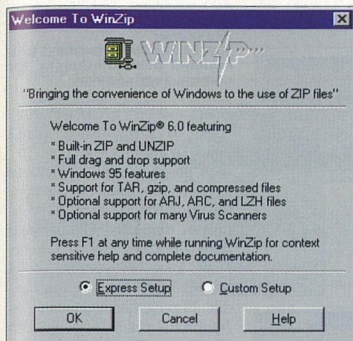 Welcome To WinZip
WINZIP
"Bringing the convenience of Windows to the use of ZIP files"
Welcome To WinZip® 6.0 featuring
* Built-in ZIP and UNZIP
* Full drag and drop support
* Windows 95 features
* Support for TAR, gzip, and compressed files
* Optional support for ARJ, ARC, and LZH files
* Optional support for many Virus Scanners
Press F1 at any time while running WinZip for context
sensitive help and complete documentation.
Express Setup Custom Setup
OK Cancel Help